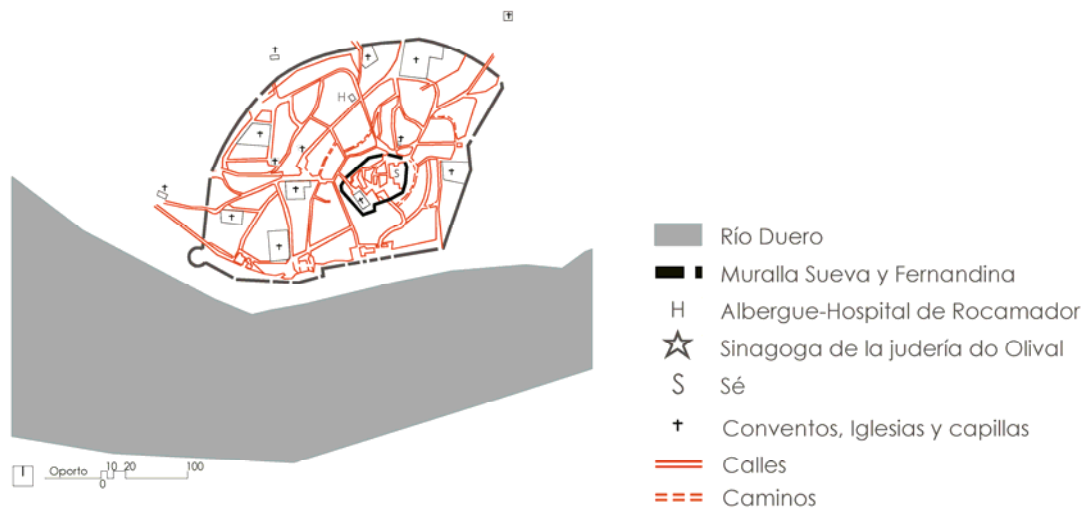 H
S
Río Duero
Muralla Sueva y Fernandina
H Albergue-Hospital de Rocamador
Sinagoga de la judería do Olival
S Sé
Conventos, Iglesias y capillas
Calles
Caminos
I Oporto 0 10 20 100